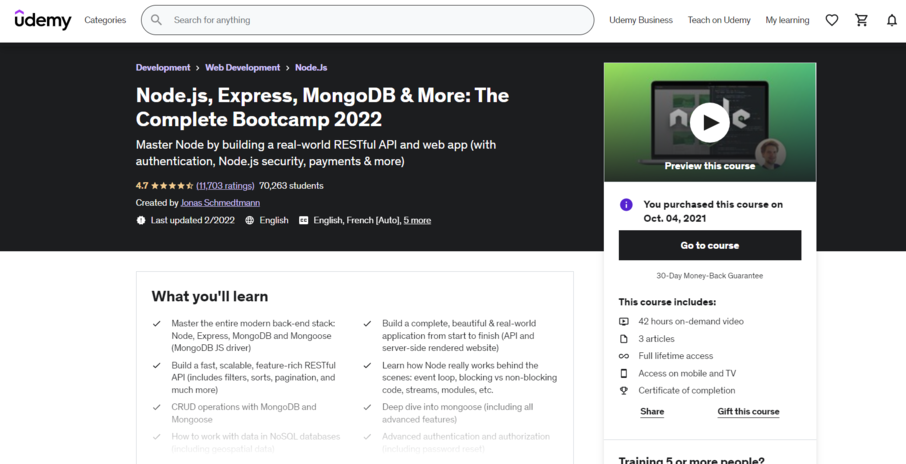 ûdemy
Categories
Search for anything
Udemy Business
Teach on Udemy
My learning
Development > Web Development > Node.Js
Node.js, Express, MongoDB & More: The
Complete Bootcamp 2022
Master Node by building a real-world RESTful API and web app (with
authentication, Node.js security, payments & more)
4.7 (11,703 ratings) 70,263 students
Created by Jonas Schmedtmann
Last updated 2/2022 English English, French [Auto], 5 more
Preview this course
You purchased this course on
Oct. 04, 2021
Go to course
30-Day Money-Back Guarantee
This course includes:
42 hours on-demand video
3 articles
Full lifetime access
Access on mobile and TV
Certificate of completion
Share
Gift this course
Training 5 or more people?
What you'll learn
Master the entire modern back-end stack:
Node, Express, MongoDB and Mongoose
(MongoDB JS driver)
Build a fast, scalable, feature-rich RESTful
API (includes filters, sorts, pagination, and
much more)
CRUD operations with MongoDB and
Mongoose
How to work with data in NoSQL databases
(including geospatial data)
Build a complete, beautiful & real-world
application from start to finish (API and
server-side rendered website)
Learn how Node really works behind the
scenes: event loop, blocking vs non-blocking
code, streams, modules, etc.
Deep dive into mongoose (including all
advanced features)
Advanced authentication and authorization
(including password reset)